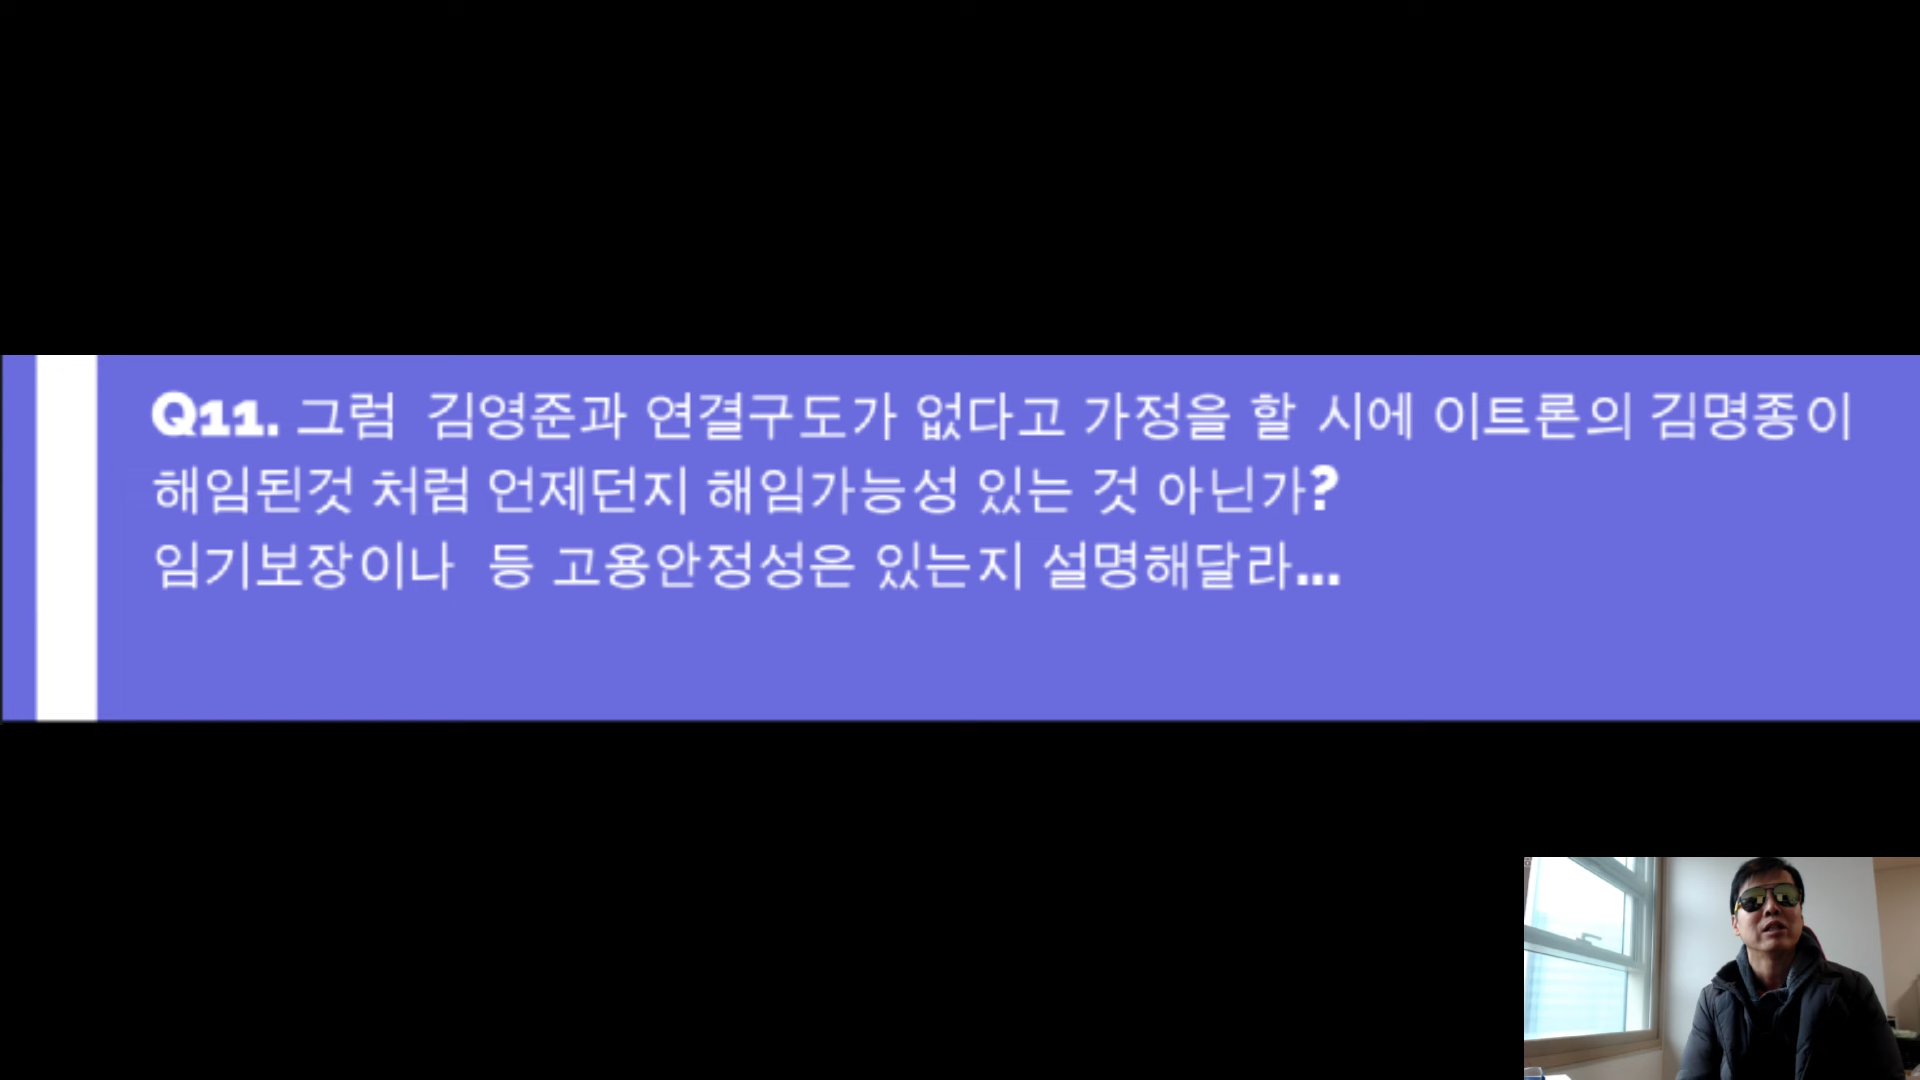 Q11. 그럼 김영준과 연결구도가 없다고 가정을 할 시에 이트론의 김명종이
해임된것 처럼 언제던지 해임가능성 있는 것 아닌가?
임기보장이나 등 고용안정성은 있는지 설명해달라...